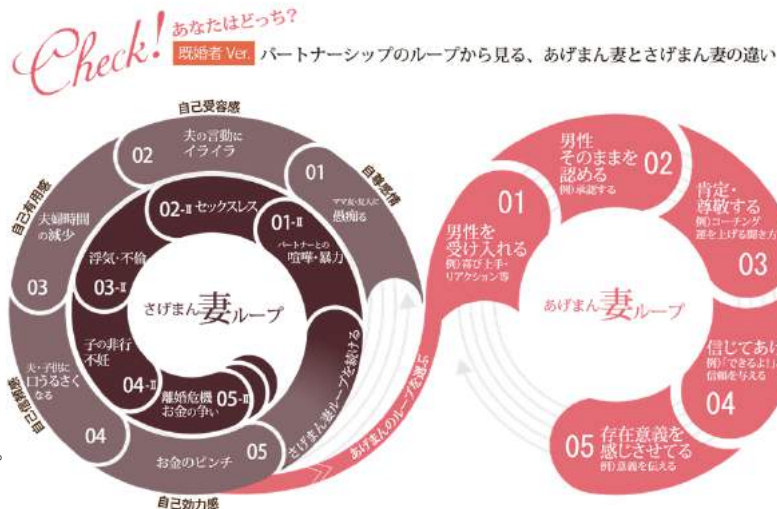 Check!
あなたはどっち?
既婚者 Ver.
パートナーシップのループから見る、あげまん妻とさげまん妻の違い
自己受容感
自尊感情
自己有用感
自己信頼感
自己効力感
01
ママ友・友人に
愚痴る
02
夫の言動に
イライラ
03
夫婦時間
の減少
04
夫・子供に
口うるさく
なる
05
お金のピンチ
01-II
パートナーとの
喧嘩・暴力
02-II セックスレス
浮気・不倫
03-II
子の非行
不妊
04-II
離婚危機
お金の争い
05-II
さげまん妻ループ
さげまん妻ループを続ける
あげまんのループを選ぶ
01
男性を
受け入れる
例)喜び上手・
リアクション等
男性
そのままを
認める
例)承認する
02
肯定・
尊敬する
例)コーチング
運を上げる聞き方
03
信じてあげ
例)「できるよ!」
信頼を与える
04
05 存在意義を
感じさせてる
例)意義を伝える
あげまん妻ループ
。